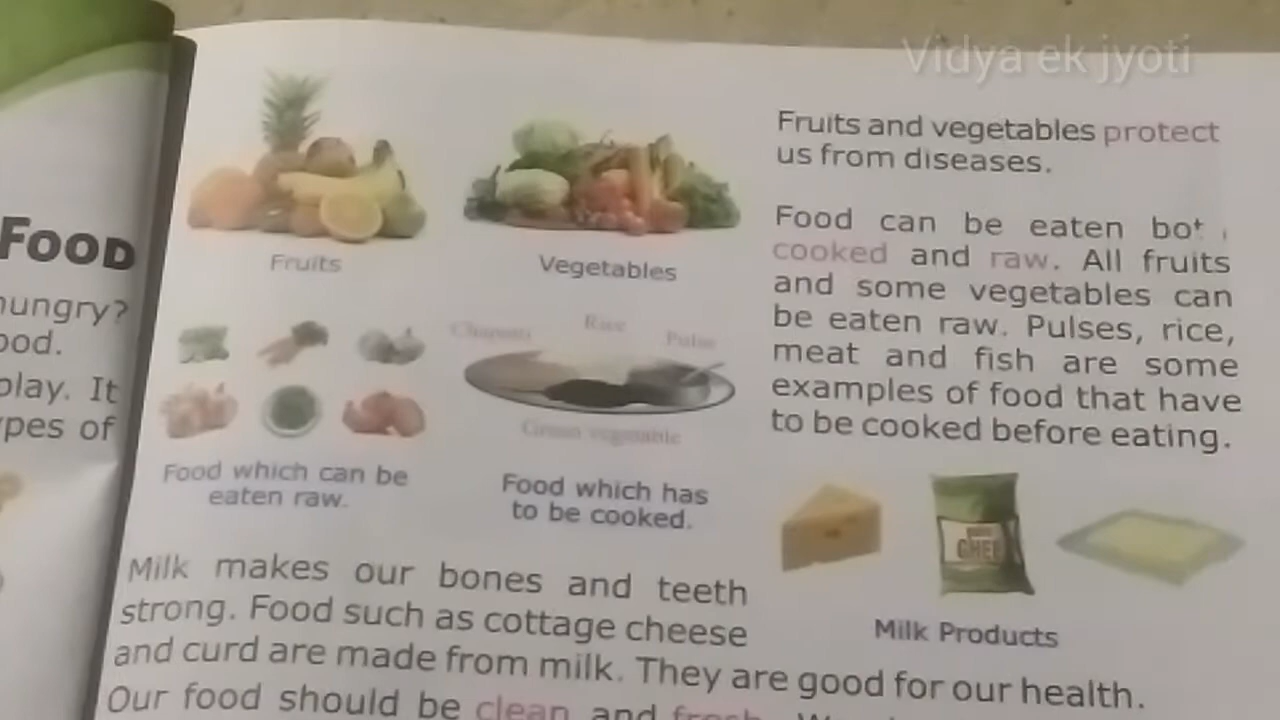 Vidya ek jyoti
Food
hungry?
play. It
of
Fruits
Vegetables
Fruits and vegetables protect
us from diseases.
Food can be eaten
cooked and raw. All fruits
and some vegetables can
be eaten raw. Pulses, rice,
meat and fish are some
examples of food that have
to be cooked before eating.
Chapatti
Rice
Pulse
Green vegetable
Food which can be
eaten raw.
Food which has
to be cooked.
GHEE
Milk Products
Milk makes our bones and teeth
strong. Food such as cottage cheese
and curd are made from milk. They are good for our health.
Our food should be clean and fresh.